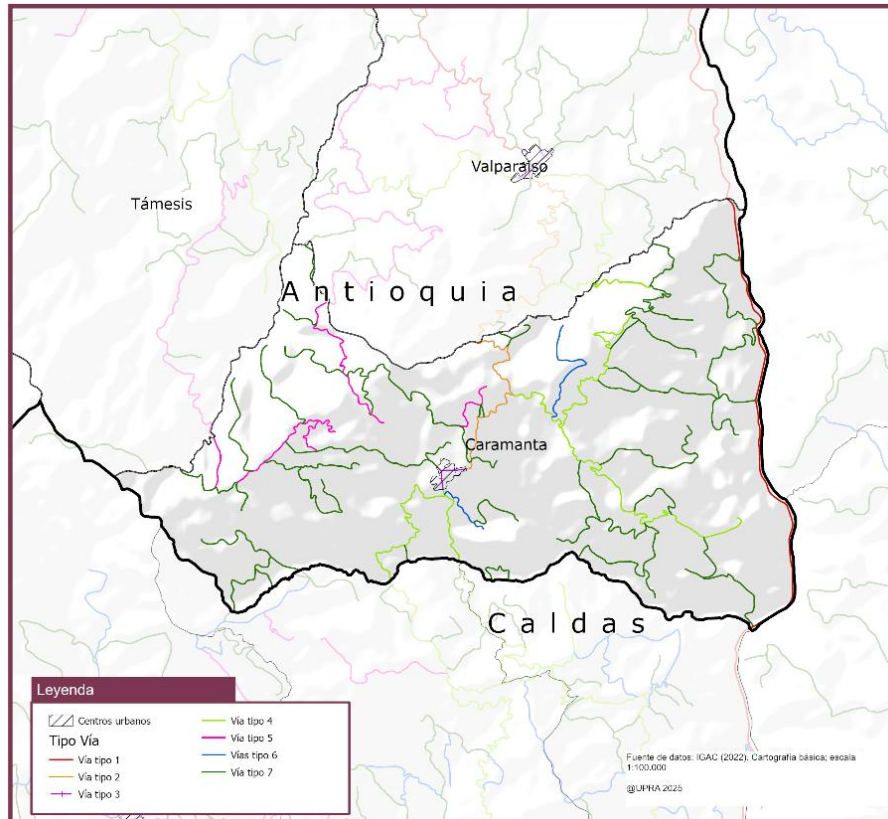 Valparaiso
Támesis
Antioquia
Caramanta
Caldas
Leyenda
Centros urbanos
Tipo Vía
Vía tipo 1
Vía tipo 2
Vía tipo 3
Vía tipo 4
Vía tipo 5
Vías tipo 6
Vía tipo 7
Fuente de datos: IGAC (2022). Cartografía básica; escala
1:100.000
@UPRA 2025